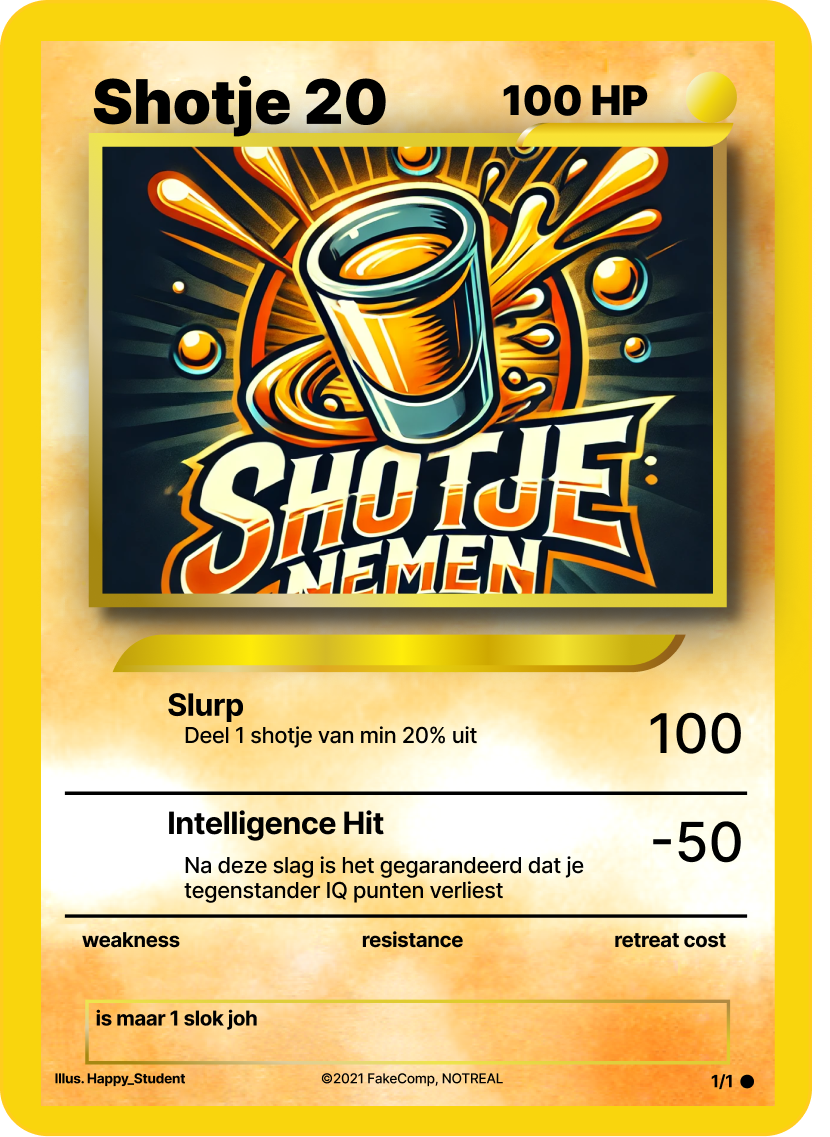 Shotje 20
100 HP
SHOTJE
NEMEN
Slurp
Deel 1 shotje van min 20% uit
100
Intelligence Hit
-50
Na deze slag is het gegarandeerd dat je
tegenstander IQ punten verliest
weakness resistance retreat cost
is maar 1 slok joh
Illus. Happy_Student ©2021 FakeComp, NOTREAL 1/1